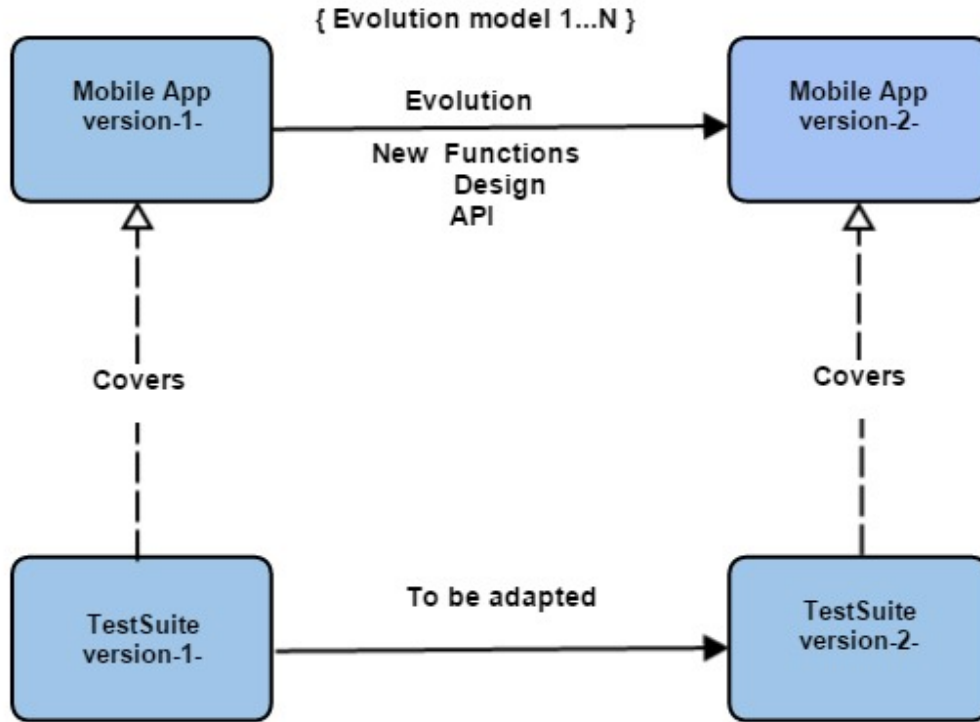 { Evolution model 1...N }
Mobile App
version-1-
Evolution
New Functions
Design
API
Mobile App
version-2-
Covers
Covers
TestSuite
version-1-
To be adapted
TestSuite
version-2-